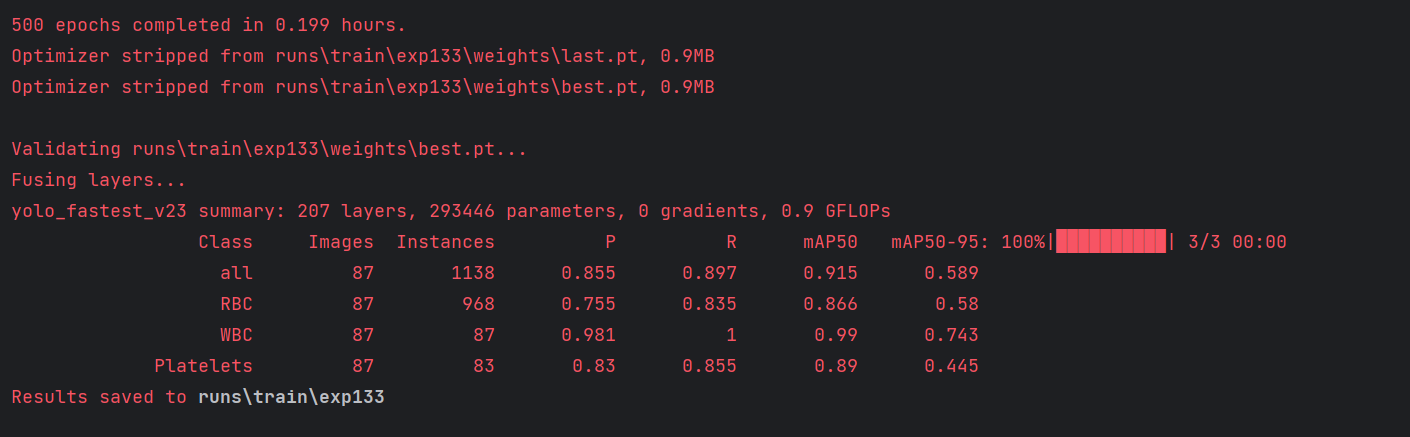 500 epochs completed in 0.199 hours.
Optimizer stripped from runs\train\exp133\weights\last.pt, 0.9MB
Optimizer stripped from runs\train\exp133\weights\best.pt, 0.9MB
Validating runs\train\exp133\weights\best.pt...
Fusing layers...
yolo_fastest_v23 summary: 207 layers, 293446 parameters, 0 gradients, 0.9 GFLOPs
Class Images Instances P R mAP50 mAP50-95: 100%|██████████| 3/3 00:00
all 87 1138 0.855 0.897 0.915 0.589
RBC 87 968 0.755 0.835 0.866 0.58
WBC 87 87 0.981 1 0.99 0.743
Platelets 87 83 0.83 0.855 0.89 0.445
Results saved to runs\train\exp133